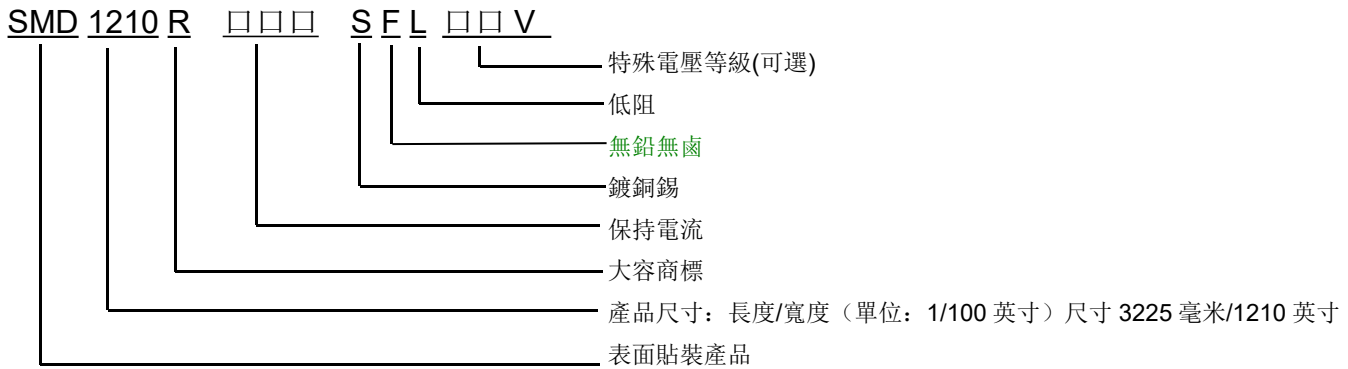 SMD 1210 R 口口口 S F L 口口 V
特殊電壓等級(可選)
低阻
無鉛無鹵
鍍銅錫
保持電流
大容商標
產品尺寸：長度/寬度（單位：1/100 英寸）尺寸 3225 毫米/1210 英寸
表面貼裝產品